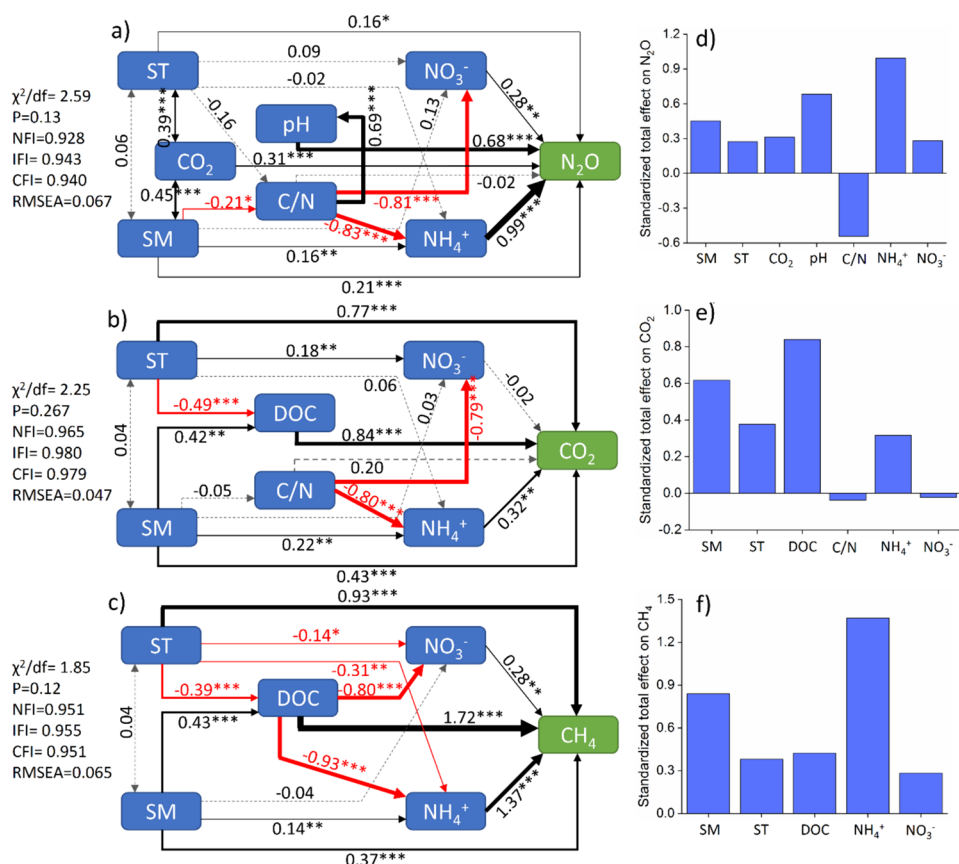 a)
0.16*
ST
0.09
NO₃⁻
-0.02
χ²/df= 2.59
P=0.13
NFI=0.928
IFI= 0.943
CFI= 0.940
RMSEA=0.067
0.06
0.39***
-0.16
pH
0.69***
0.13
0.28**
0.68***
CO₂
0.31***
N₂O
-0.02
0.45***
-0.21*
C/N
-0.81***
-0.83***
0.99***
SM
0.16**
NH₄⁺
0.21***
b)
0.77***
ST
0.18**
NO₃⁻
0.06
-0.02
χ²/df= 2.25
P=0.267
NFI=0.965
IFI= 0.980
CFI= 0.979
RMSEA=0.047
0.04
-0.49***
DOC
0.03
-0.79***
0.42**
0.84***
CO₂
0.20
-0.05
C/N
-0.80***
0.32**
SM
0.22**
NH₄⁺
0.43***
c)
0.93***
ST
-0.14*
NO₃⁻
-0.31**
0.28**
χ²/df= 1.85
P=0.12
NFI=0.951
IFI= 0.955
CFI= 0.951
RMSEA=0.065
0.04
-0.39***
DOC
-0.80***
0.43***
1.72***
CH₄
-0.93***
-0.04
1.37***
SM
0.14**
NH₄⁺
0.37***
d)
Standardized total effect on N₂O
1.2
0.9
0.6
0.3
0.0
-0.3
-0.6
SM ST CO₂ pH C/N NH₄⁺ NO₃⁻
e)
Standardized total effect on CO₂
1.0
0.8
0.6
0.4
0.2
0.0
-0.2
SM ST DOC C/N NH₄⁺ NO₃⁻
f)
Standardized total effect on CH₄
1.5
1.2
0.9
0.6
0.3
0.0
SM ST DOC NH₄⁺ NO₃⁻